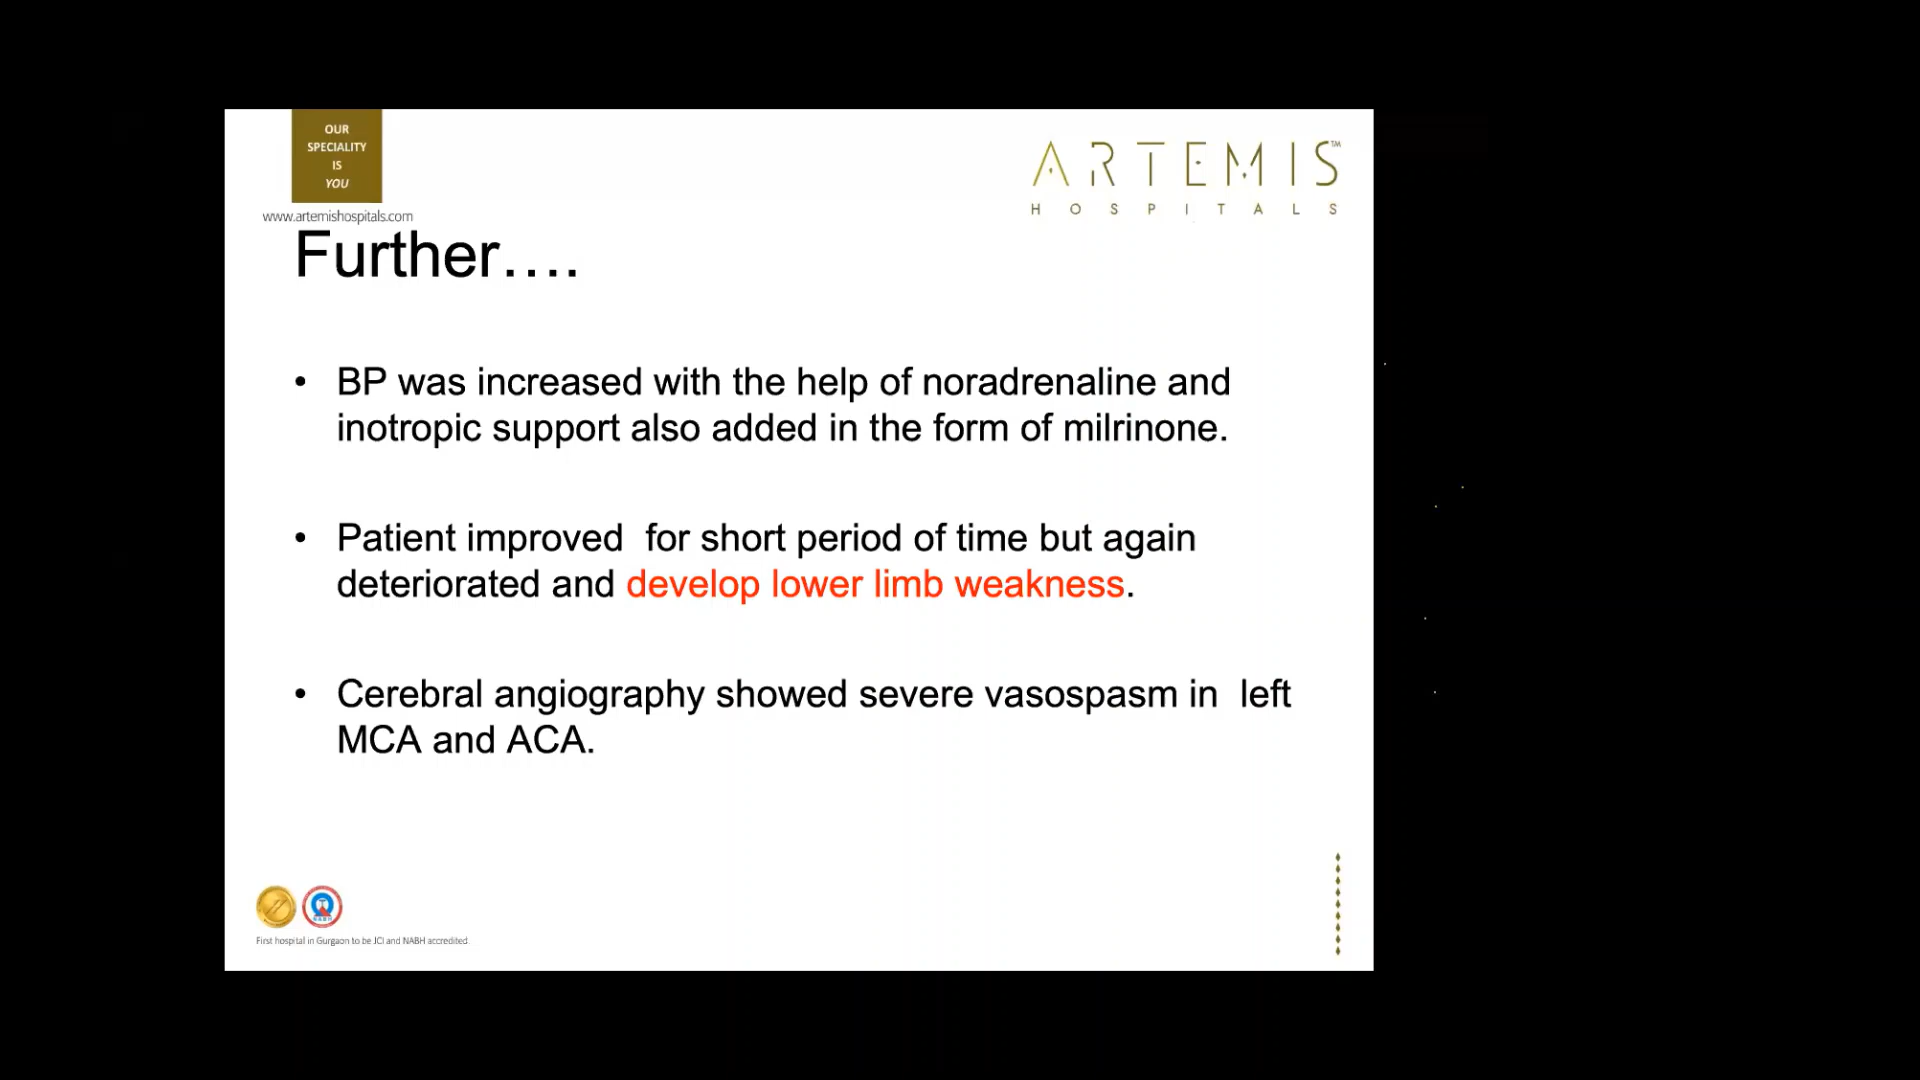 OUR
SPECIALITY
IS
YOU
www.artemishospitals.com
ARTEMIS™
HOSPITALS
Further....
• BP was increased with the help of noradrenaline and
inotropic support also added in the form of milrinone.
• Patient improved  for short period of time but again
deteriorated and develop lower limb weakness.
• Cerebral angiography showed severe vasospasm in  left
MCA and ACA.
First hospital in Gurgaon to be JCI and NABH accredited.